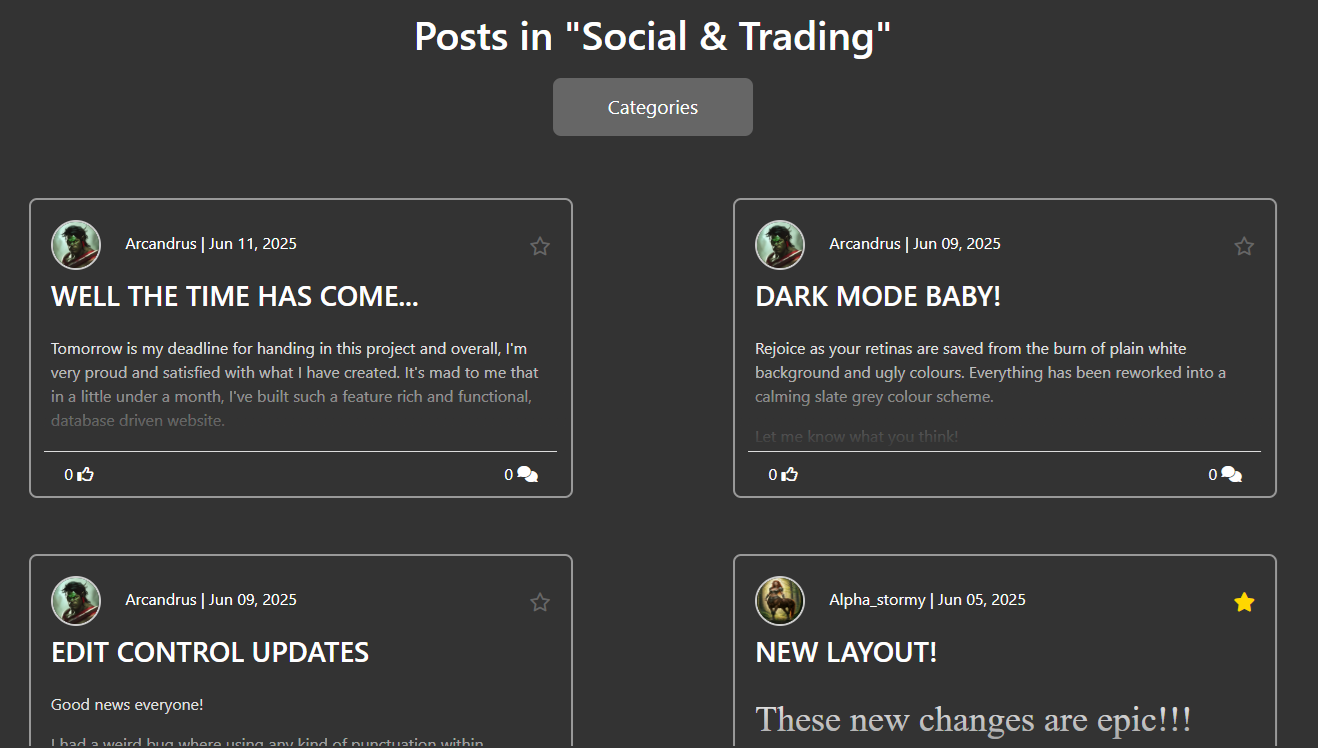 Posts in "Social & Trading"
Categories
Arcandrus | Jun 11, 2025
WELL THE TIME HAS COME...
Tomorrow is my deadline for handing in this project and overall, I'm
very proud and satisfied with what I have created. It's mad to me that
in a little under a month, I've built such a feature rich and functional,
database driven website.
0
0
Arcandrus | Jun 09, 2025
DARK MODE BABY!
Rejoice as your retinas are saved from the burn of plain white
background and ugly colours. Everything has been reworked into a
calming slate grey colour scheme.
Let me know what you think!
0
0
Arcandrus | Jun 09, 2025
EDIT CONTROL UPDATES
Good news everyone!
I had a weird bug where using any kind of punctuation within
Alpha_stormy | Jun 05, 2025
NEW LAYOUT!
These new changes are epic!!!